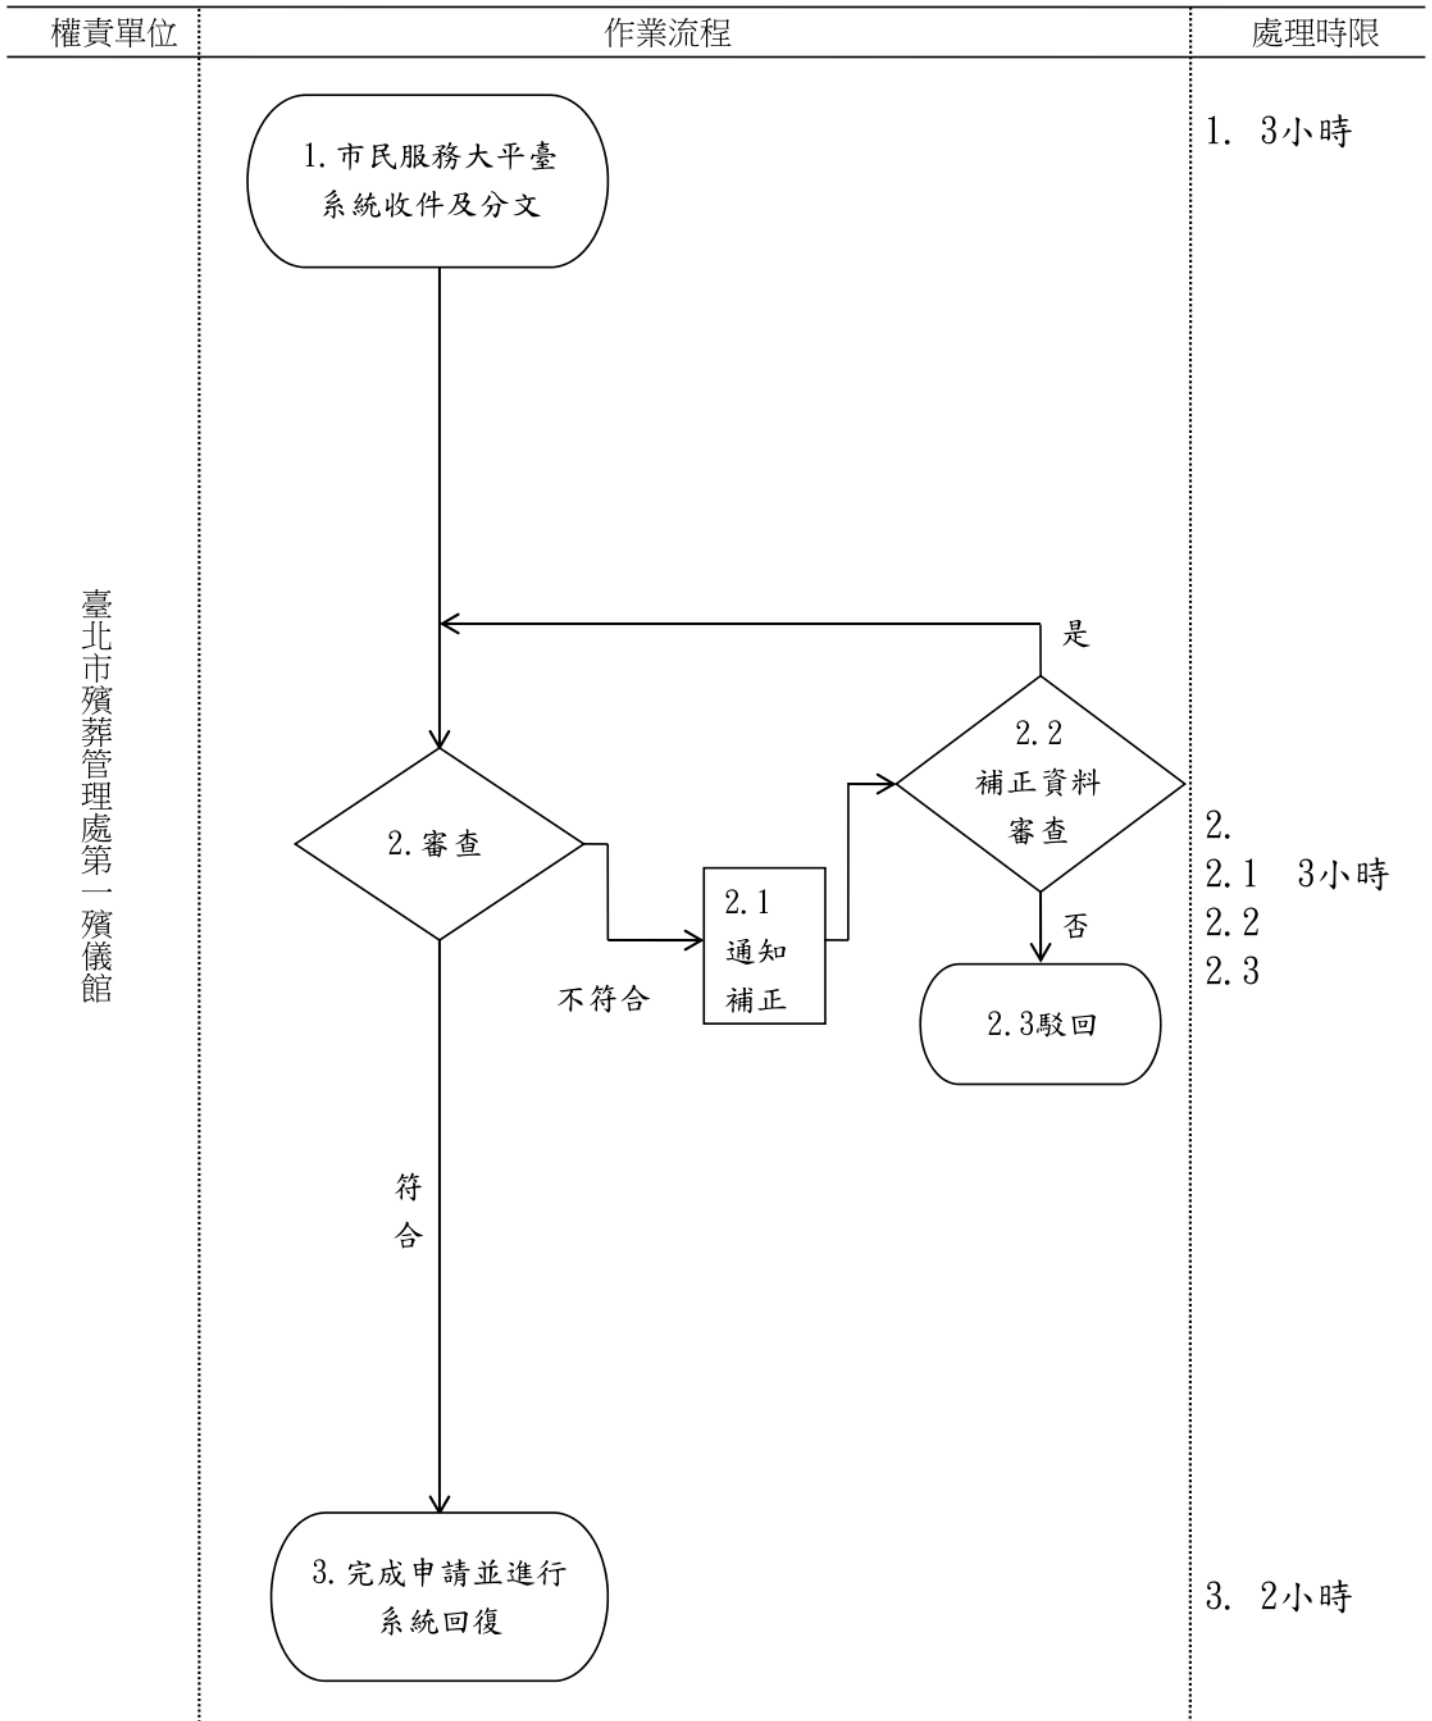 權責單位
作業流程
處理時限
1.市民服務大平臺
系統收件及分文
1. 3小時
是
2.2
補正資料
審查
2.審查
2.1
通知
補正
不符合
否
2.3駁回
2.
2.1 3小時
2.2
2.3
臺北市殯葬管理處第一殯儀館
符
合
3.完成申請並進行
系統回復
3. 2小時